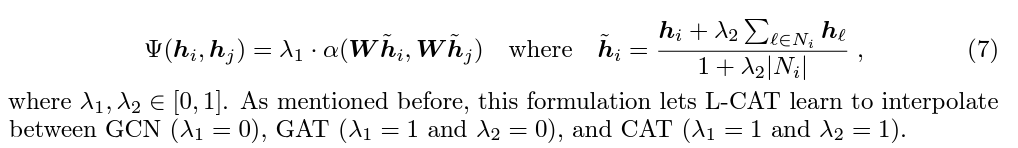 Ψ(h_i, h_j) = λ_1 · α(Wh̃_i, Wh̃_j) where h̃_i = (h_i + λ_2 ∑_{ℓ∈N_i} h_ℓ) / (1 + λ_2|N_i|) , (7)
where λ_1, λ_2 ∈ [0, 1]. As mentioned before, this formulation lets L-CAT learn to interpolate
between GCN (λ_1 = 0), GAT (λ_1 = 1 and λ_2 = 0), and CAT (λ_1 = 1 and λ_2 = 1).